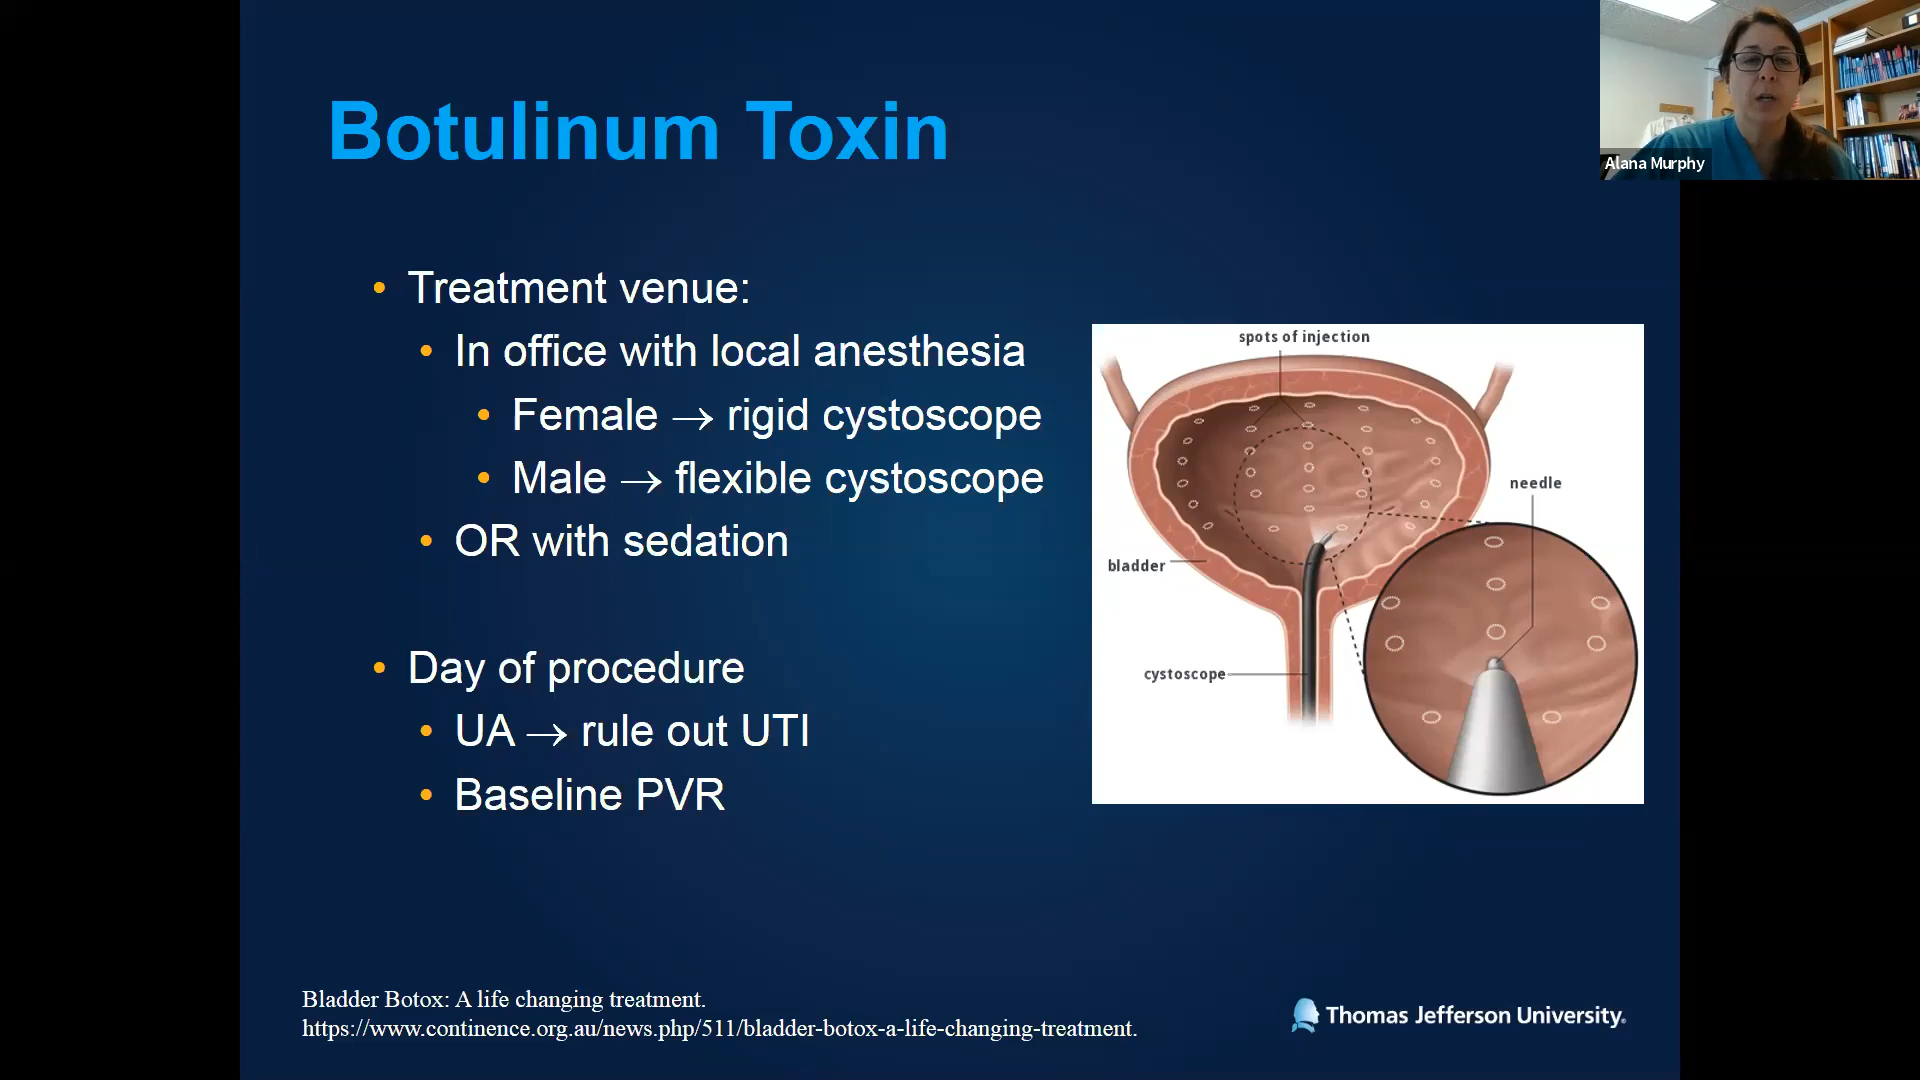 Botulinum Toxin
Alana Murphy
• Treatment venue:
• In office with local anesthesia
• Female → rigid cystoscope
• Male → flexible cystoscope
• OR with sedation
• Day of procedure
• UA → rule out UTI
• Baseline PVR
spots of injection
needle
bladder
cystoscope
Bladder Botox: A life changing treatment.
https://www.continence.org.au/news.php/511/bladder-botox-a-life-changing-treatment.
Thomas Jefferson University.